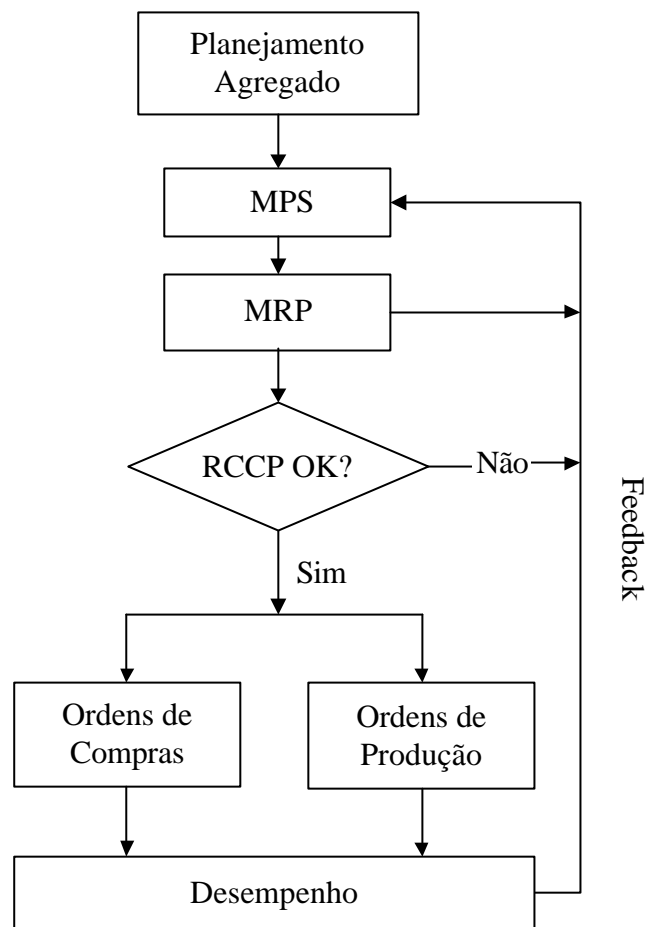 Planejamento
Agregado
MPS
MRP
RCCP OK?
Não
Feedback
Sim
Ordens de
Compras
Ordens de
Produção
Desempenho